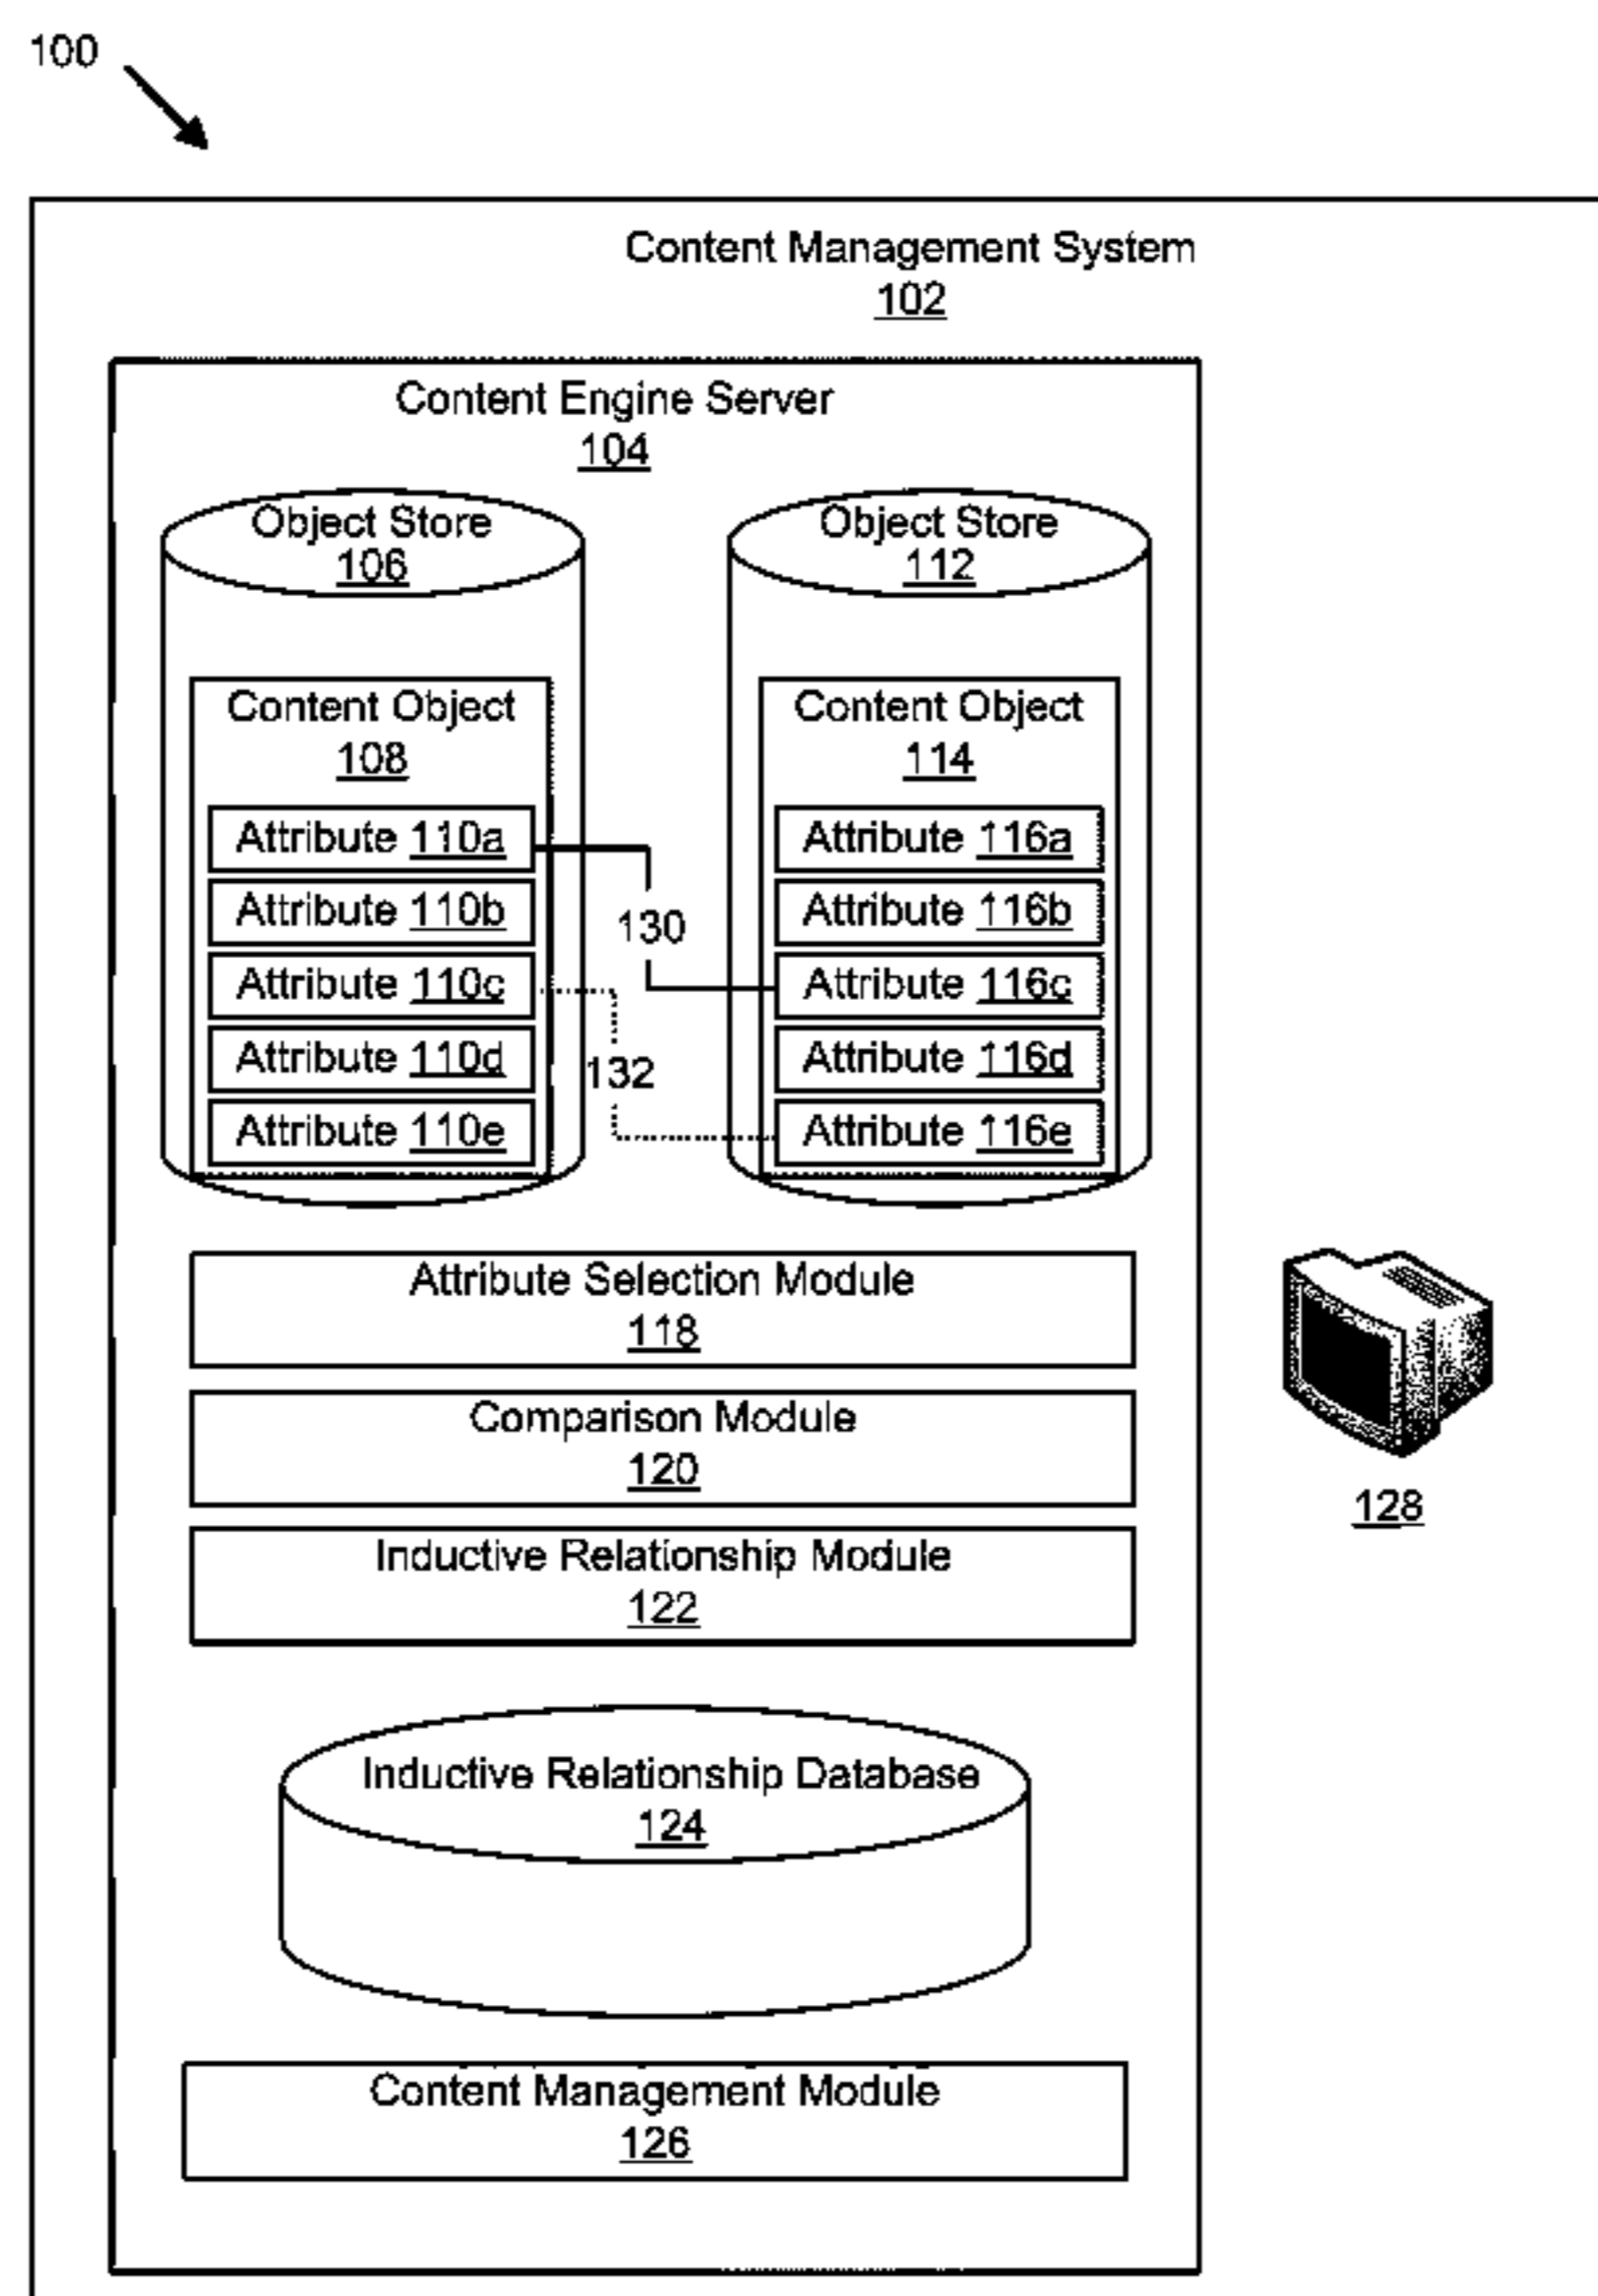 100
Content Management System
102
Content Engine Server
104
Object Store
106
Object Store
112
Content Object
108
Content Object
114
Attribute 110a
Attribute 110b
Attribute 110c
Attribute 110d
Attribute 110e
130
132
Attribute 116a
Attribute 116b
Attribute 116c
Attribute 116d
Attribute 116e
Attribute Selection Module
118
Comparison Module
120
Inductive Relationship Module
122
128
Inductive Relationship Database
124
Content Management Module
126